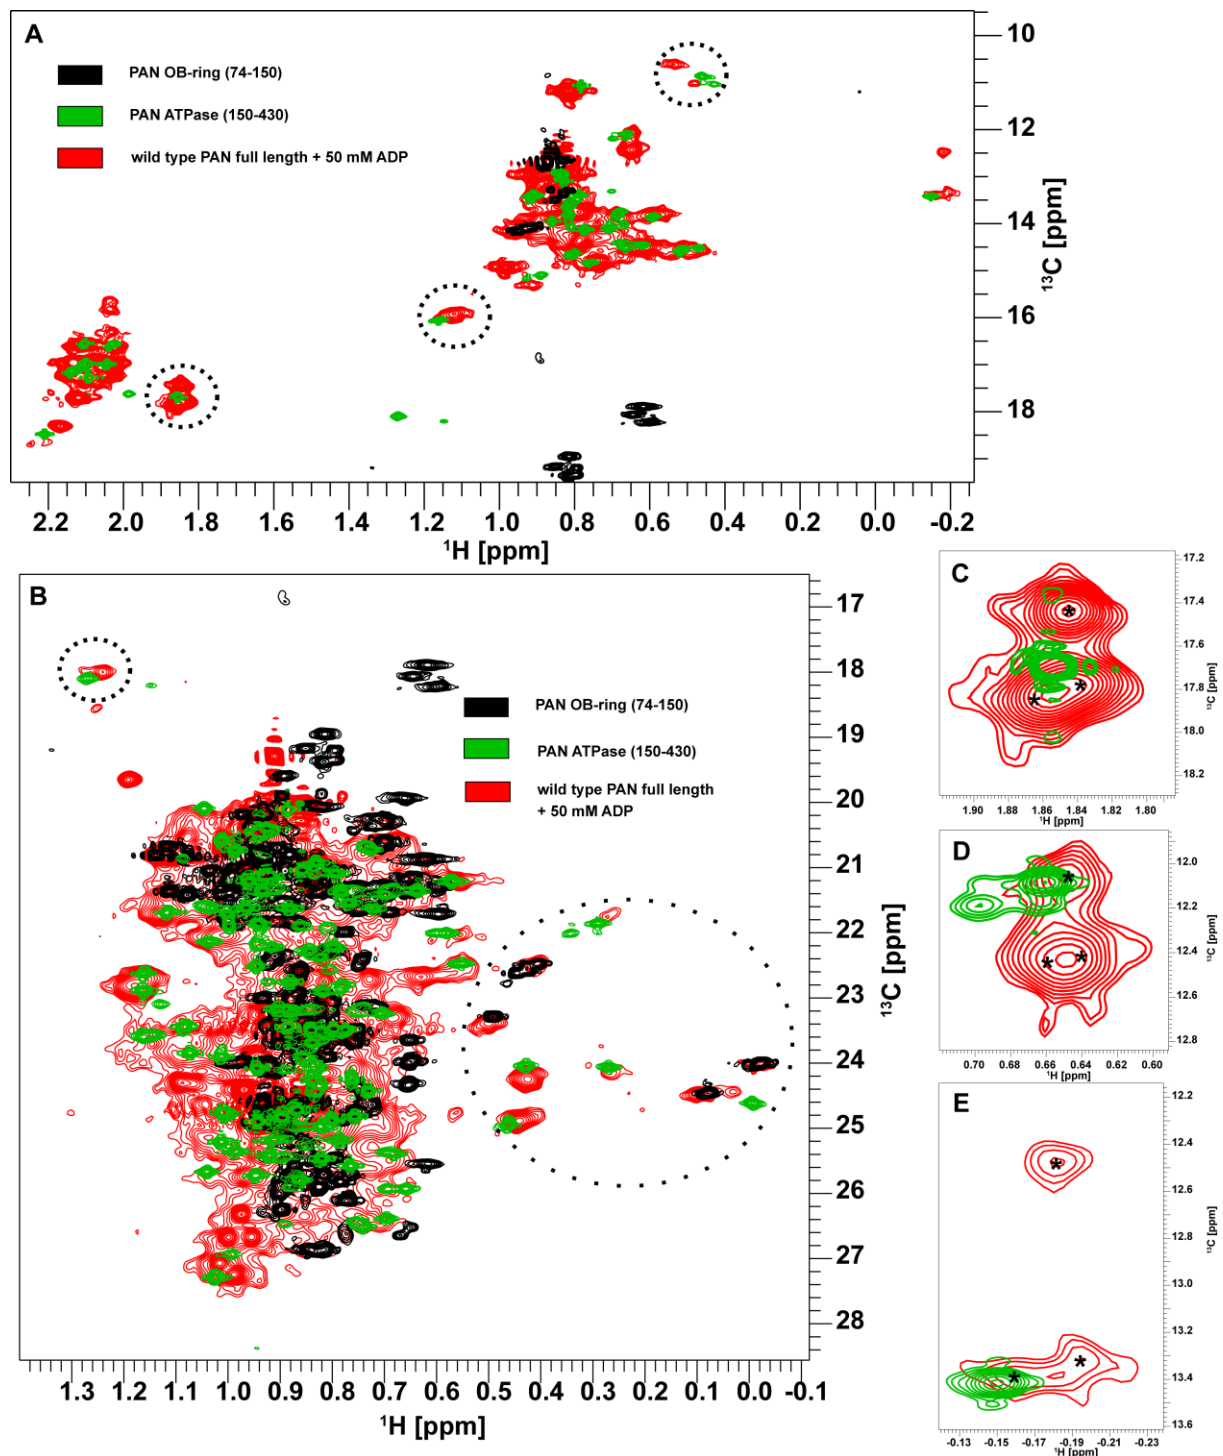 A
PAN OB-ring (74-150)
PAN ATPase (150-430)
wild type PAN full length + 50 mM ADP
10
12
14
16
18
¹³C [ppm]
2.2 2.0 1.8 1.6 1.4 1.2 1.0 0.8 0.6 0.4 0.2 0.0 -0.2
¹H [ppm]
B
PAN OB-ring (74-150)
PAN ATPase (150-430)
wild type PAN full length
+ 50 mM ADP
17
18
19
20
21
22
23
24
25
26
27
28
¹³C [ppm]
1.3 1.2 1.1 1.0 0.9 0.8 0.7 0.6 0.5 0.4 0.3 0.2 0.1 0.0 -0.1
¹H [ppm]
C
*
*
*
17.2
17.4
17.6
17.8
18.0
18.2
¹³C [ppm]
1.90 1.88 1.86 1.84 1.82 1.80
¹H [ppm]
D
*
*
*
12.0
12.2
12.4
12.6
12.8
¹³C [ppm]
0.70 0.68 0.66 0.64 0.62 0.60
¹H [ppm]
E
*
*
*
12.2
12.4
12.6
12.8
13.0
13.2
13.4
13.6
¹³C [ppm]
-0.13 -0.15 -0.17 -0.19 -0.21 -0.23
¹H [ppm]